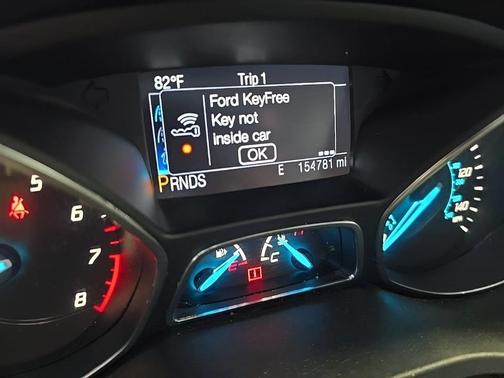 82°F Trip 1
Ford KeyFree
Key not
inside car
OK
E 154781 mi
PRNDS
5
6
7
8
C
120
140